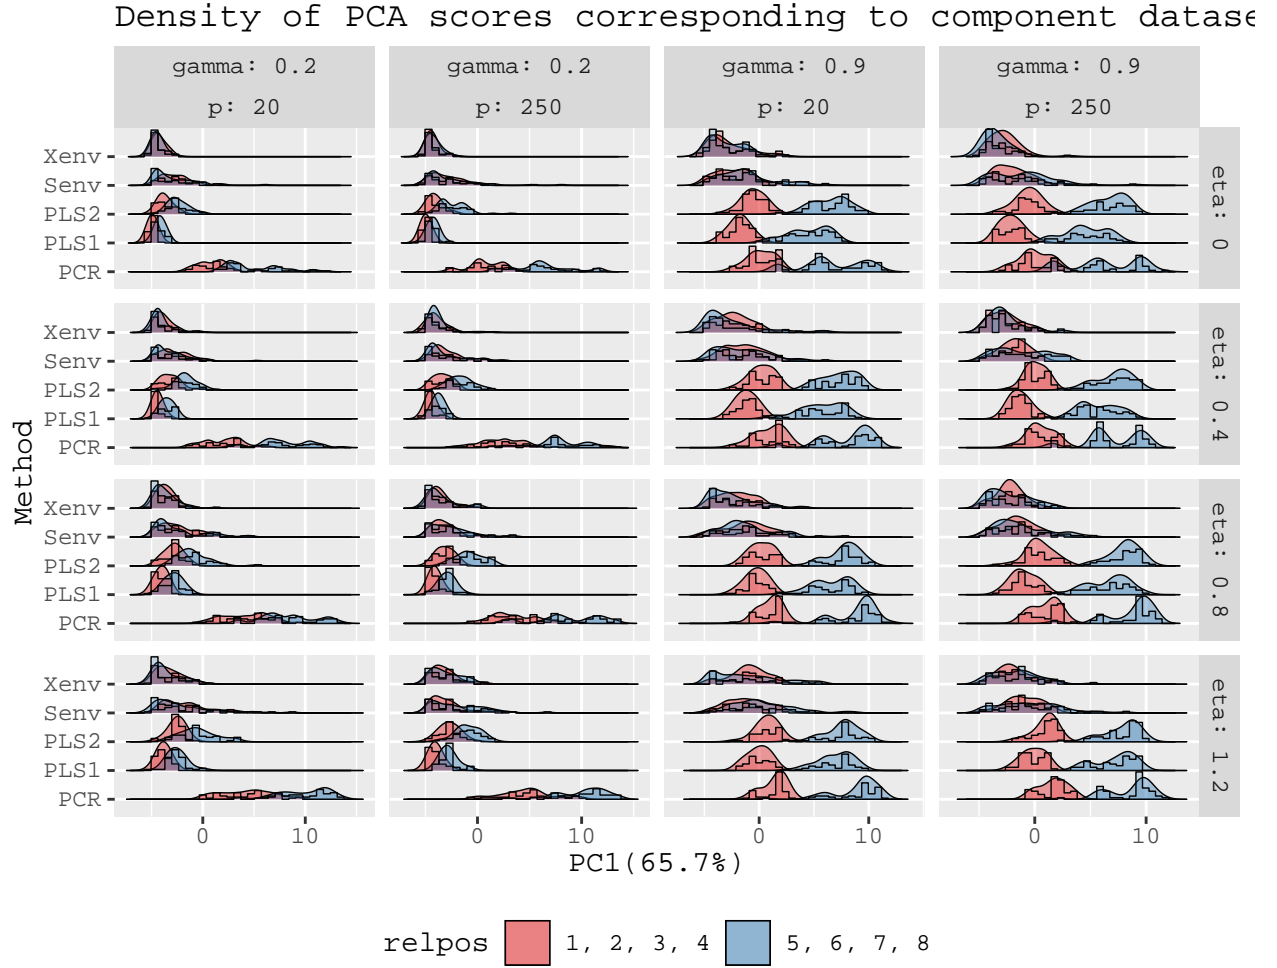 Density of PCA scores corresponding to component datase
gamma: 0.2
gamma: 0.2
gamma: 0.9
gamma: 0.9
p: 20
p: 250
p: 20
p: 250
Method
Xenv
Senv
PLS2
PLS1
PCR
eta: 0
Xenv
Senv
PLS2
PLS1
PCR
eta: 0.4
Xenv
Senv
PLS2
PLS1
PCR
eta: 0.8
Xenv
Senv
PLS2
PLS1
PCR
eta: 1.2
0 10 0 10 0 10 0 10
PC1(65.7%)
relpos 1, 2, 3, 4 5, 6, 7, 8